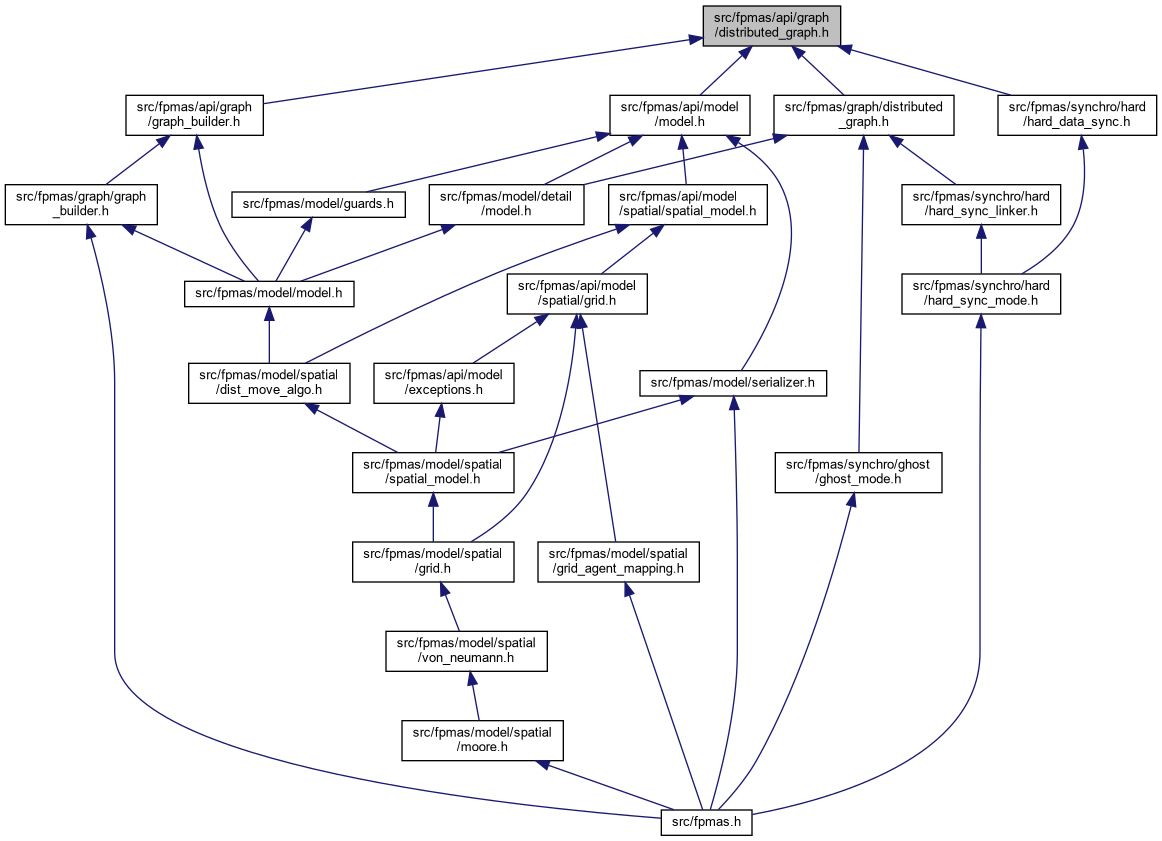 src/fpmas/api/graph
/distributed_graph.h
src/fpmas/api/graph
/graph_builder.h
src/fpmas/api/model
/model.h
src/fpmas/graph/distributed
_graph.h
src/fpmas/synchro/hard
/hard_data_sync.h
src/fpmas/graph/graph
_builder.h
src/fpmas/model/guards.h
src/fpmas/model/detail
/model.h
src/fpmas/api/model
/spatial/spatial_model.h
src/fpmas/synchro/hard
/hard_sync_linker.h
src/fpmas/model/model.h
src/fpmas/api/model
/spatial/grid.h
src/fpmas/synchro/hard
/hard_sync_mode.h
src/fpmas/model/spatial
/dist_move_algo.h
src/fpmas/api/model
/exceptions.h
src/fpmas/model/serializer.h
src/fpmas/model/spatial
/spatial_model.h
src/fpmas/synchro/ghost
/ghost_mode.h
src/fpmas/model/spatial
/grid.h
src/fpmas/model/spatial
/grid_agent_mapping.h
src/fpmas/model/spatial
/von_neumann.h
src/fpmas/model/spatial
/moore.h
src/fpmas.h